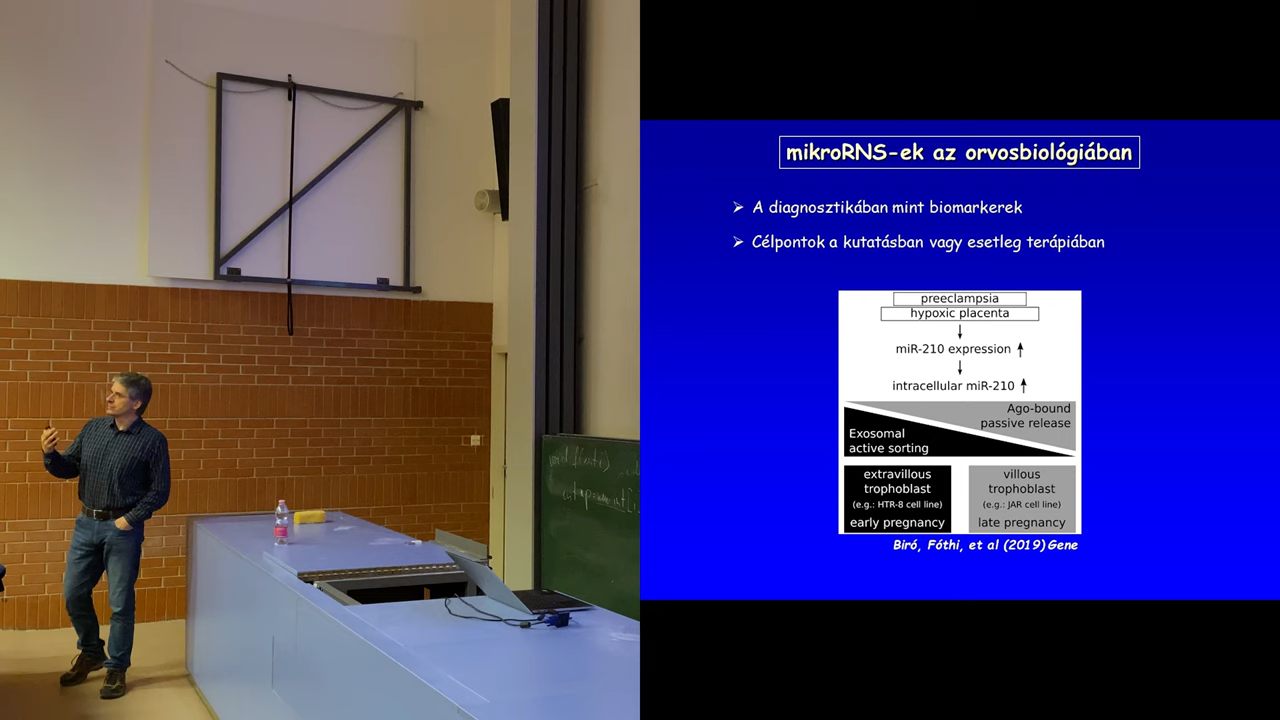 mikroRNS-ek az orvosbiológiában
A diagnosztikában mint biomarkerek
Célpontok a kutatásban vagy esetleg terápiában
preeclampsia
hypoxic placenta
miR-210 expression
intracellular miR-210
Ago-bound
passive release
Exosomal
active sorting
extravillous
trophoblast
(e.g.: HTR-8 cell line)
early pregnancy
villous
trophoblast
(e.g.: JAR cell line)
late pregnancy
Biró, Fóthi, et al (2019) Gene